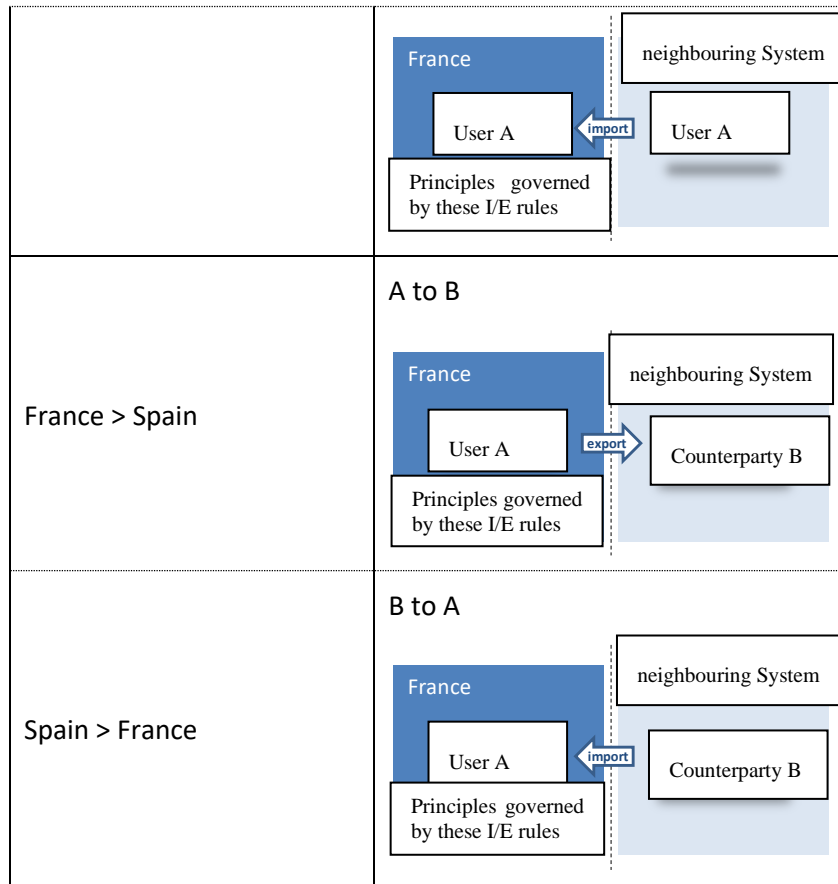 neighbouring System
France
import
User A
User A
Principles governed
by these I/E rules
A to B
France
neighbouring System
France > Spain
User A
export
Counterparty B
Principles governed
by these I/E rules
B to A
neighbouring System
France
Spain > France
User A
import
Counterparty B
Principles governed
by these I/E rules